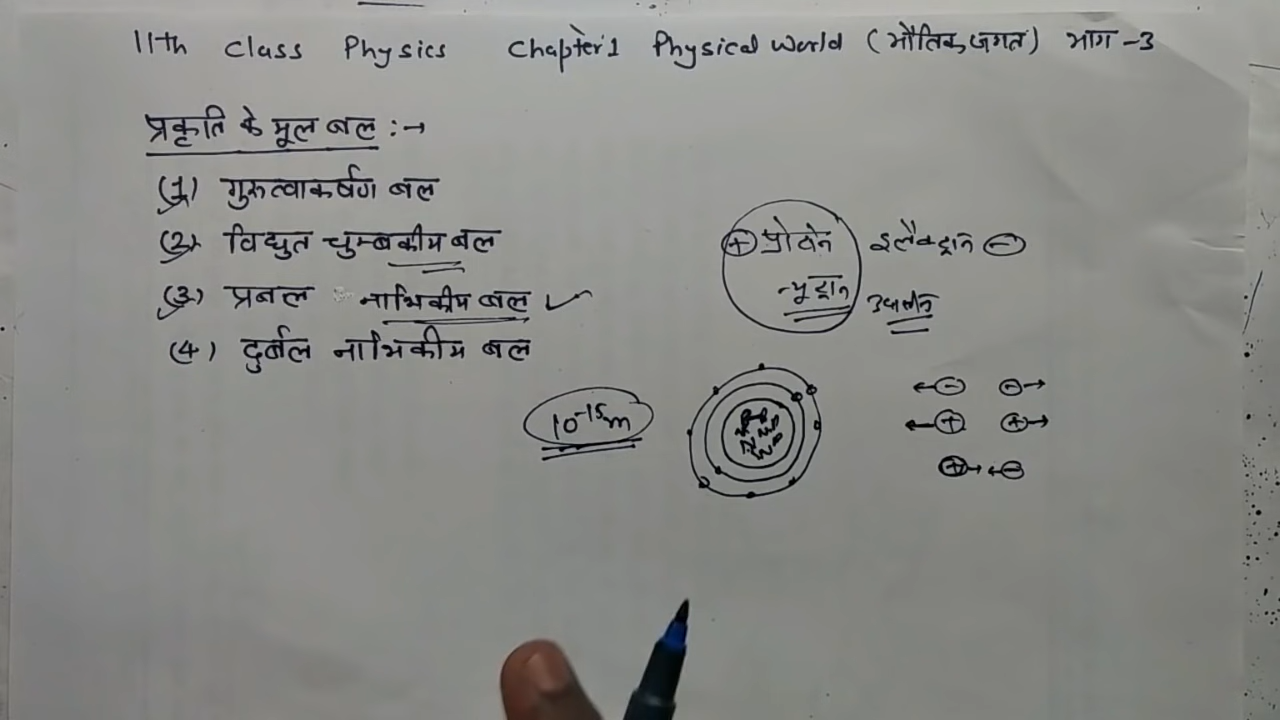 11th class Physics Chapter 1 Physical World (भौतिक जगत) भाग -3
प्रकृति के मूल बल :→
(1) गुरुत्वाकर्षण बल
(2) विद्युत चुम्बकीय बल
(3) प्रबल नाभिकीय बल ✓
(4) दुर्बल नाभिकीय बल
+ प्रोटोन इलैक्ट्रान -
न्यूट्रान
10⁻¹⁵m
←- -→
←+ +→
+→ ←-